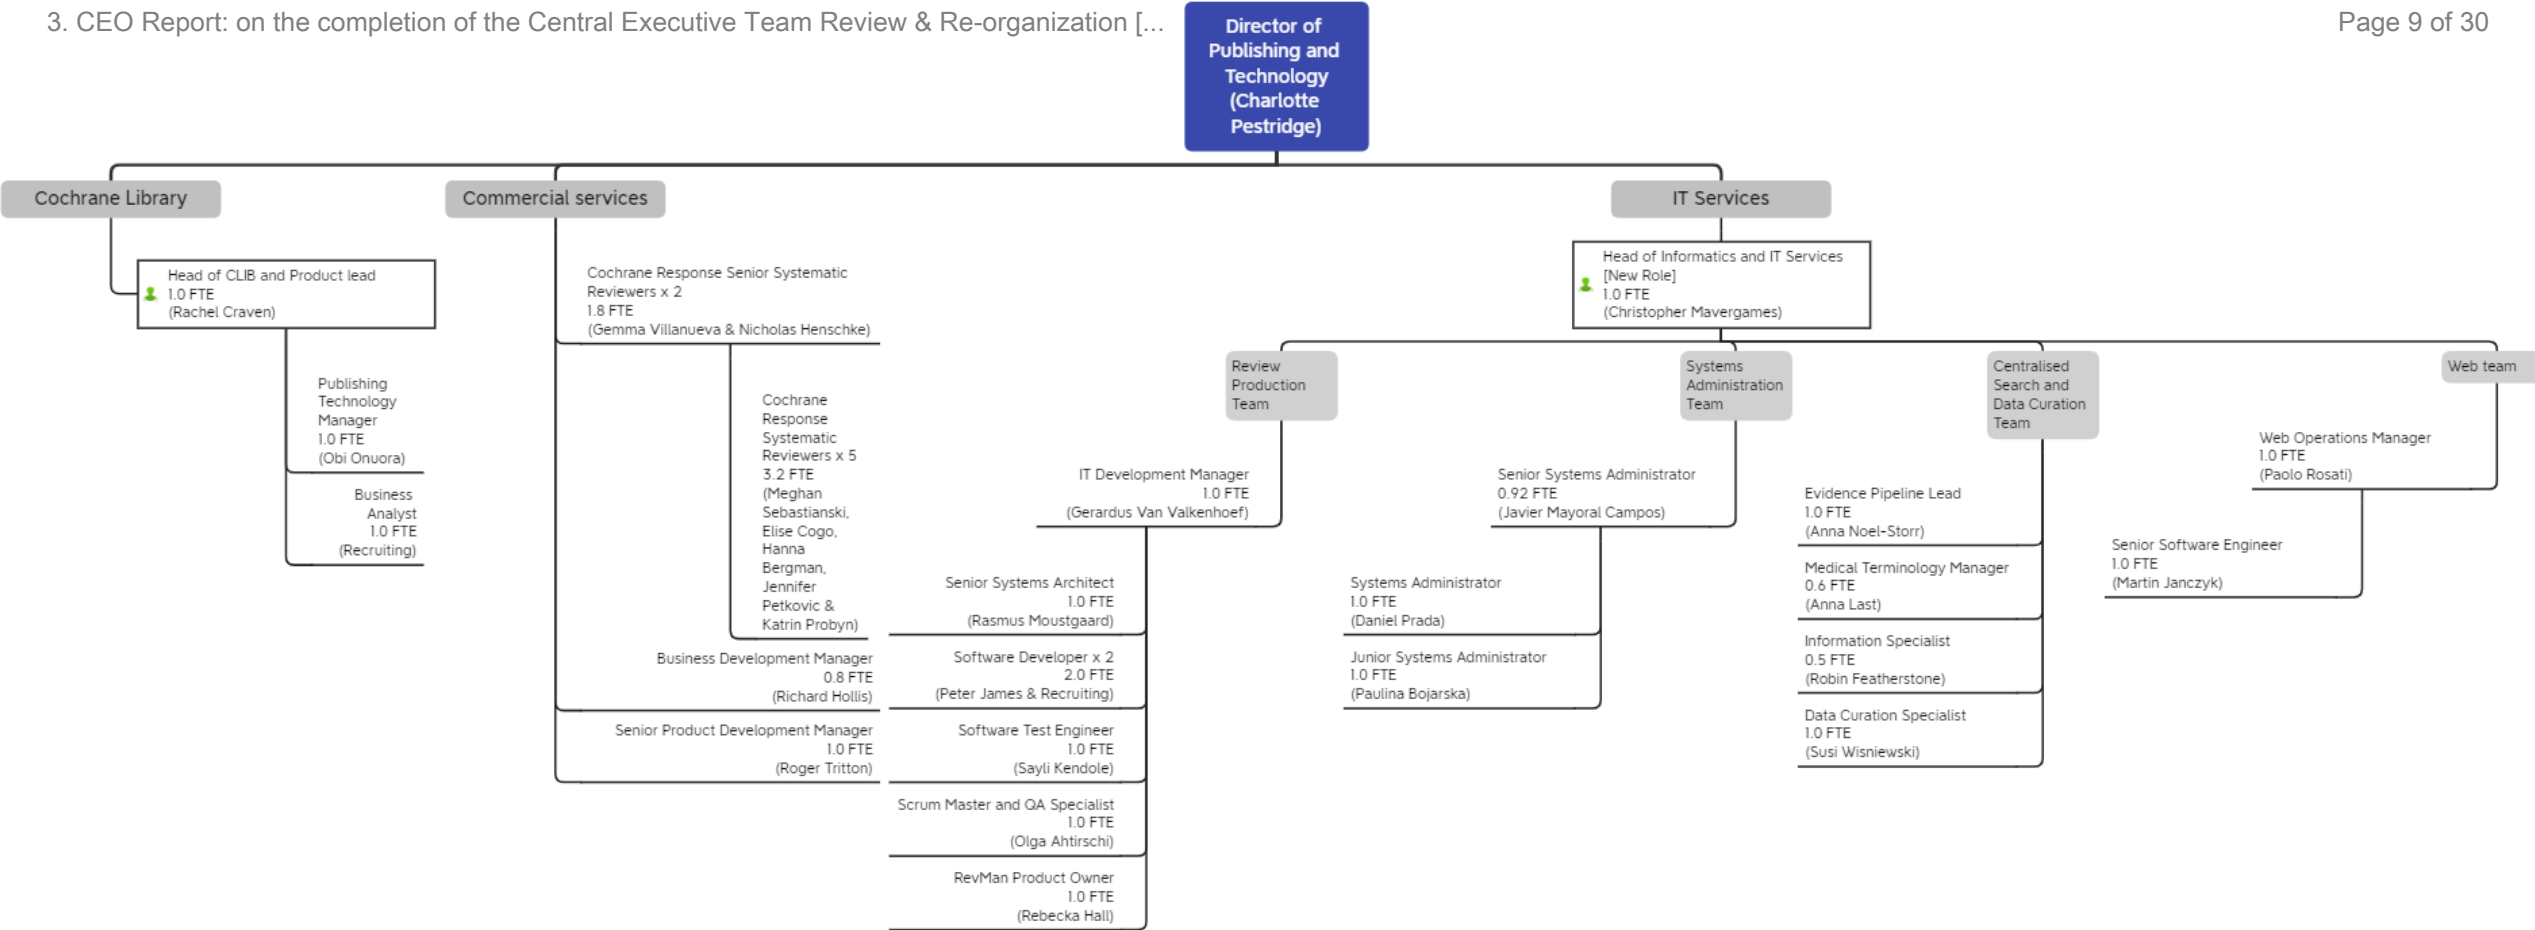 3. CEO Report: on the completion of the Central Executive Team Review & Re-organization [...
Page 9 of 30
Director of
Publishing and
Technology
(Charlotte
Pestridge)
Cochrane Library
Commercial services
IT Services
Head of CLIB and Product lead
1.0 FTE
(Rachel Craven)
Publishing
Technology
Manager
1.0 FTE
(Obi Onuora)
Business
Analyst
1.0 FTE
(Recruiting)
Cochrane Response Senior Systematic
Reviewers x 2
1.8 FTE
(Gemma Villanueva & Nicholas Henschke)
Cochrane
Response
Systematic
Reviewers x 5
3.2 FTE
(Meghan
Sebastianski,
Elise Cogo,
Hanna
Bergman,
Jennifer
Petkovic &
Katrin Probyn)
Business Development Manager
0.8 FTE
(Richard Hollis)
Senior Product Development Manager
1.0 FTE
(Roger Tritton)
Head of Informatics and IT Services
[New Role]
1.0 FTE
(Christopher Mavergames)
Review
Production
Team
IT Development Manager
1.0 FTE
(Gerardus Van Valkenhoef)
Senior Systems Architect
1.0 FTE
(Rasmus Moustgaard)
Software Developer x 2
2.0 FTE
(Peter James & Recruiting)
Software Test Engineer
1.0 FTE
(Sayli Kendole)
Scrum Master and QA Specialist
1.0 FTE
(Olga Ahtirschi)
RevMan Product Owner
1.0 FTE
(Rebecka Hall)
Systems
Administration
Team
Senior Systems Administrator
0.92 FTE
(Javier Mayoral Campos)
Systems Administrator
1.0 FTE
(Daniel Prada)
Junior Systems Administrator
1.0 FTE
(Paulina Bojarska)
Centralised
Search and
Data Curation
Team
Evidence Pipeline Lead
1.0 FTE
(Anna Noel-Storr)
Medical Terminology Manager
0.6 FTE
(Anna Last)
Information Specialist
0.5 FTE
(Robin Featherstone)
Data Curation Specialist
1.0 FTE
(Susi Wisniewski)
Web team
Web Operations Manager
1.0 FTE
(Paolo Rosati)
Senior Software Engineer
1.0 FTE
(Martin Janczyk)